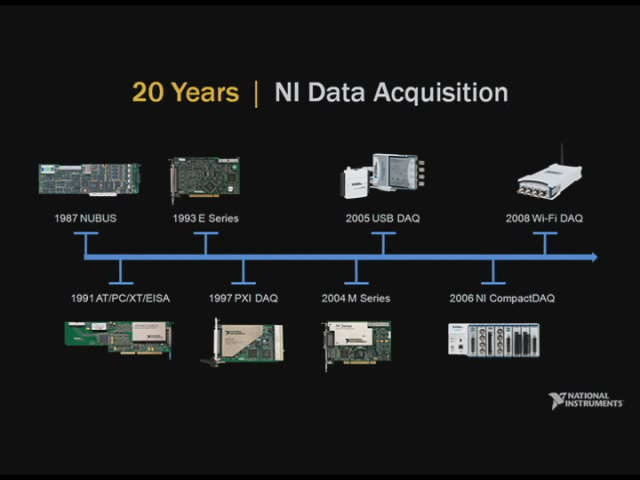 20 Years | NI Data Acquisition
1987 NUBUS
1993 E Series
2005 USB DAQ
2008 Wi-Fi DAQ
1991 AT/PC/XT/EISA
1997 PXI DAQ
2004 M Series
2006 NI CompactDAQ
NATIONAL
INSTRUMENTS